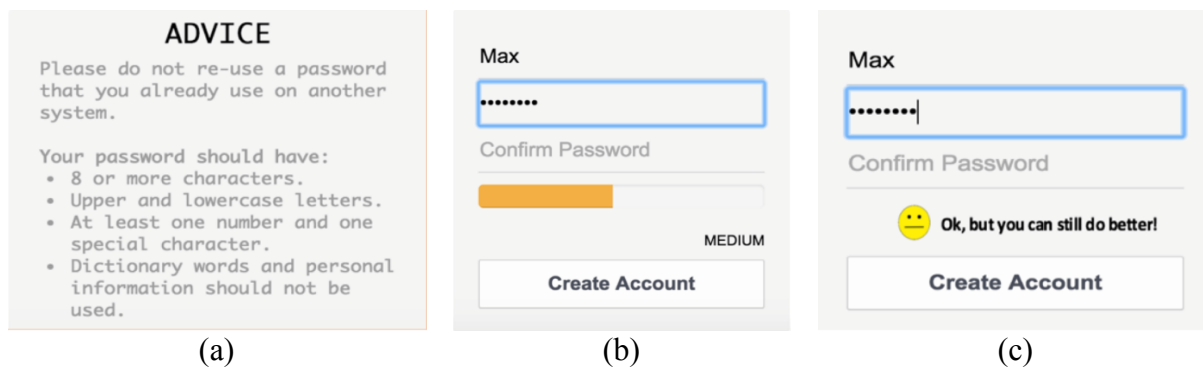 ADVICE
Please do not re-use a password
that you already use on another
system.
Your password should have:
• 8 or more characters.
• Upper and lowercase letters.
• At least one number and one
special character.
• Dictionary words and personal
information should not be
used.
(a)
Max
••••••••
Confirm Password
MEDIUM
Create Account
(b)
Max
••••••••
Confirm Password
Ok, but you can still do better!
Create Account
(c)